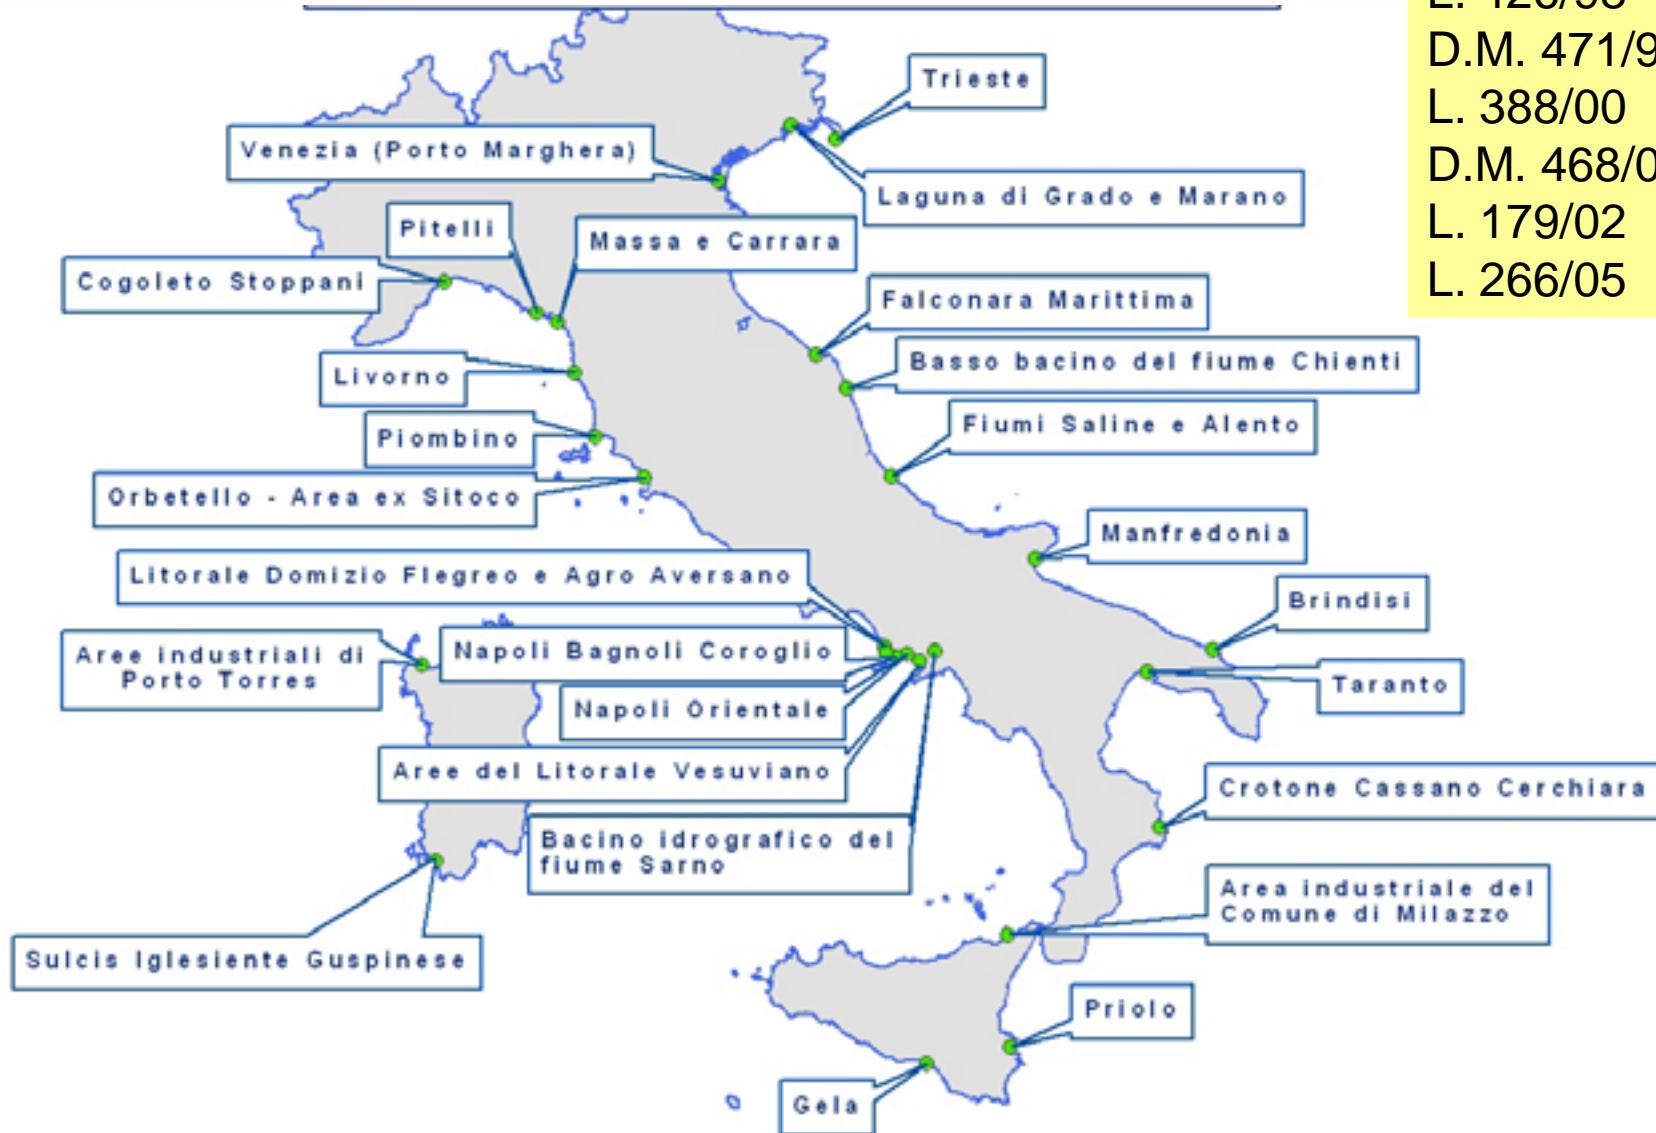 D.M. 471/9
L. 388/00
D.M. 468/0
L. 179/02
L. 266/05
Trieste
Venezia (Porto Marghera)
Laguna di Grado e Marano
Pitelli
Massa e Carrara
Cogoleto Stoppani
Falconara Marittima
Basso bacino del fiume Chienti
Livorno
Fiumi Saline e Alento
Piombino
Orbetello - Area ex Sitoco
Manfredonia
Litorale Domizio Flegreo e Agro Aversano
Brindisi
Napoli Bagnoli Coroglio
Aree industriali di
Porto Torres
Taranto
Napoli Orientale
Aree del Litorale Vesuviano
Crotone Cassano Cerchiara
Bacino idrografico del
fiume Sarno
Area industriale del
Comune di Milazzo
Sulcis Iglesiente Guspinese
Priolo
Gela